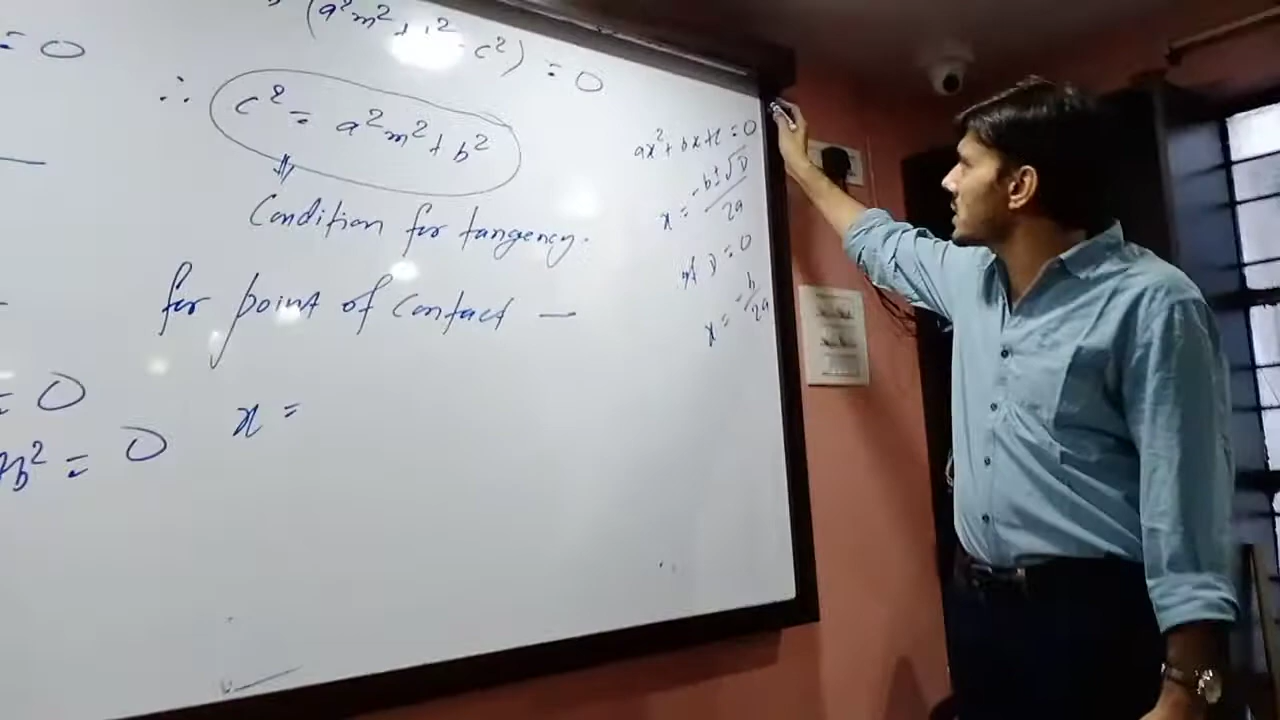 (a²m² + c²) = 0
= 0
∴ c² = a²m² + b²
Condition for tangency.
for point of contact —
x =
= 0
b² = 0
ax² + bx + c = 0
x = -b ± √D / 2a
if D = 0
x = -b / 2a